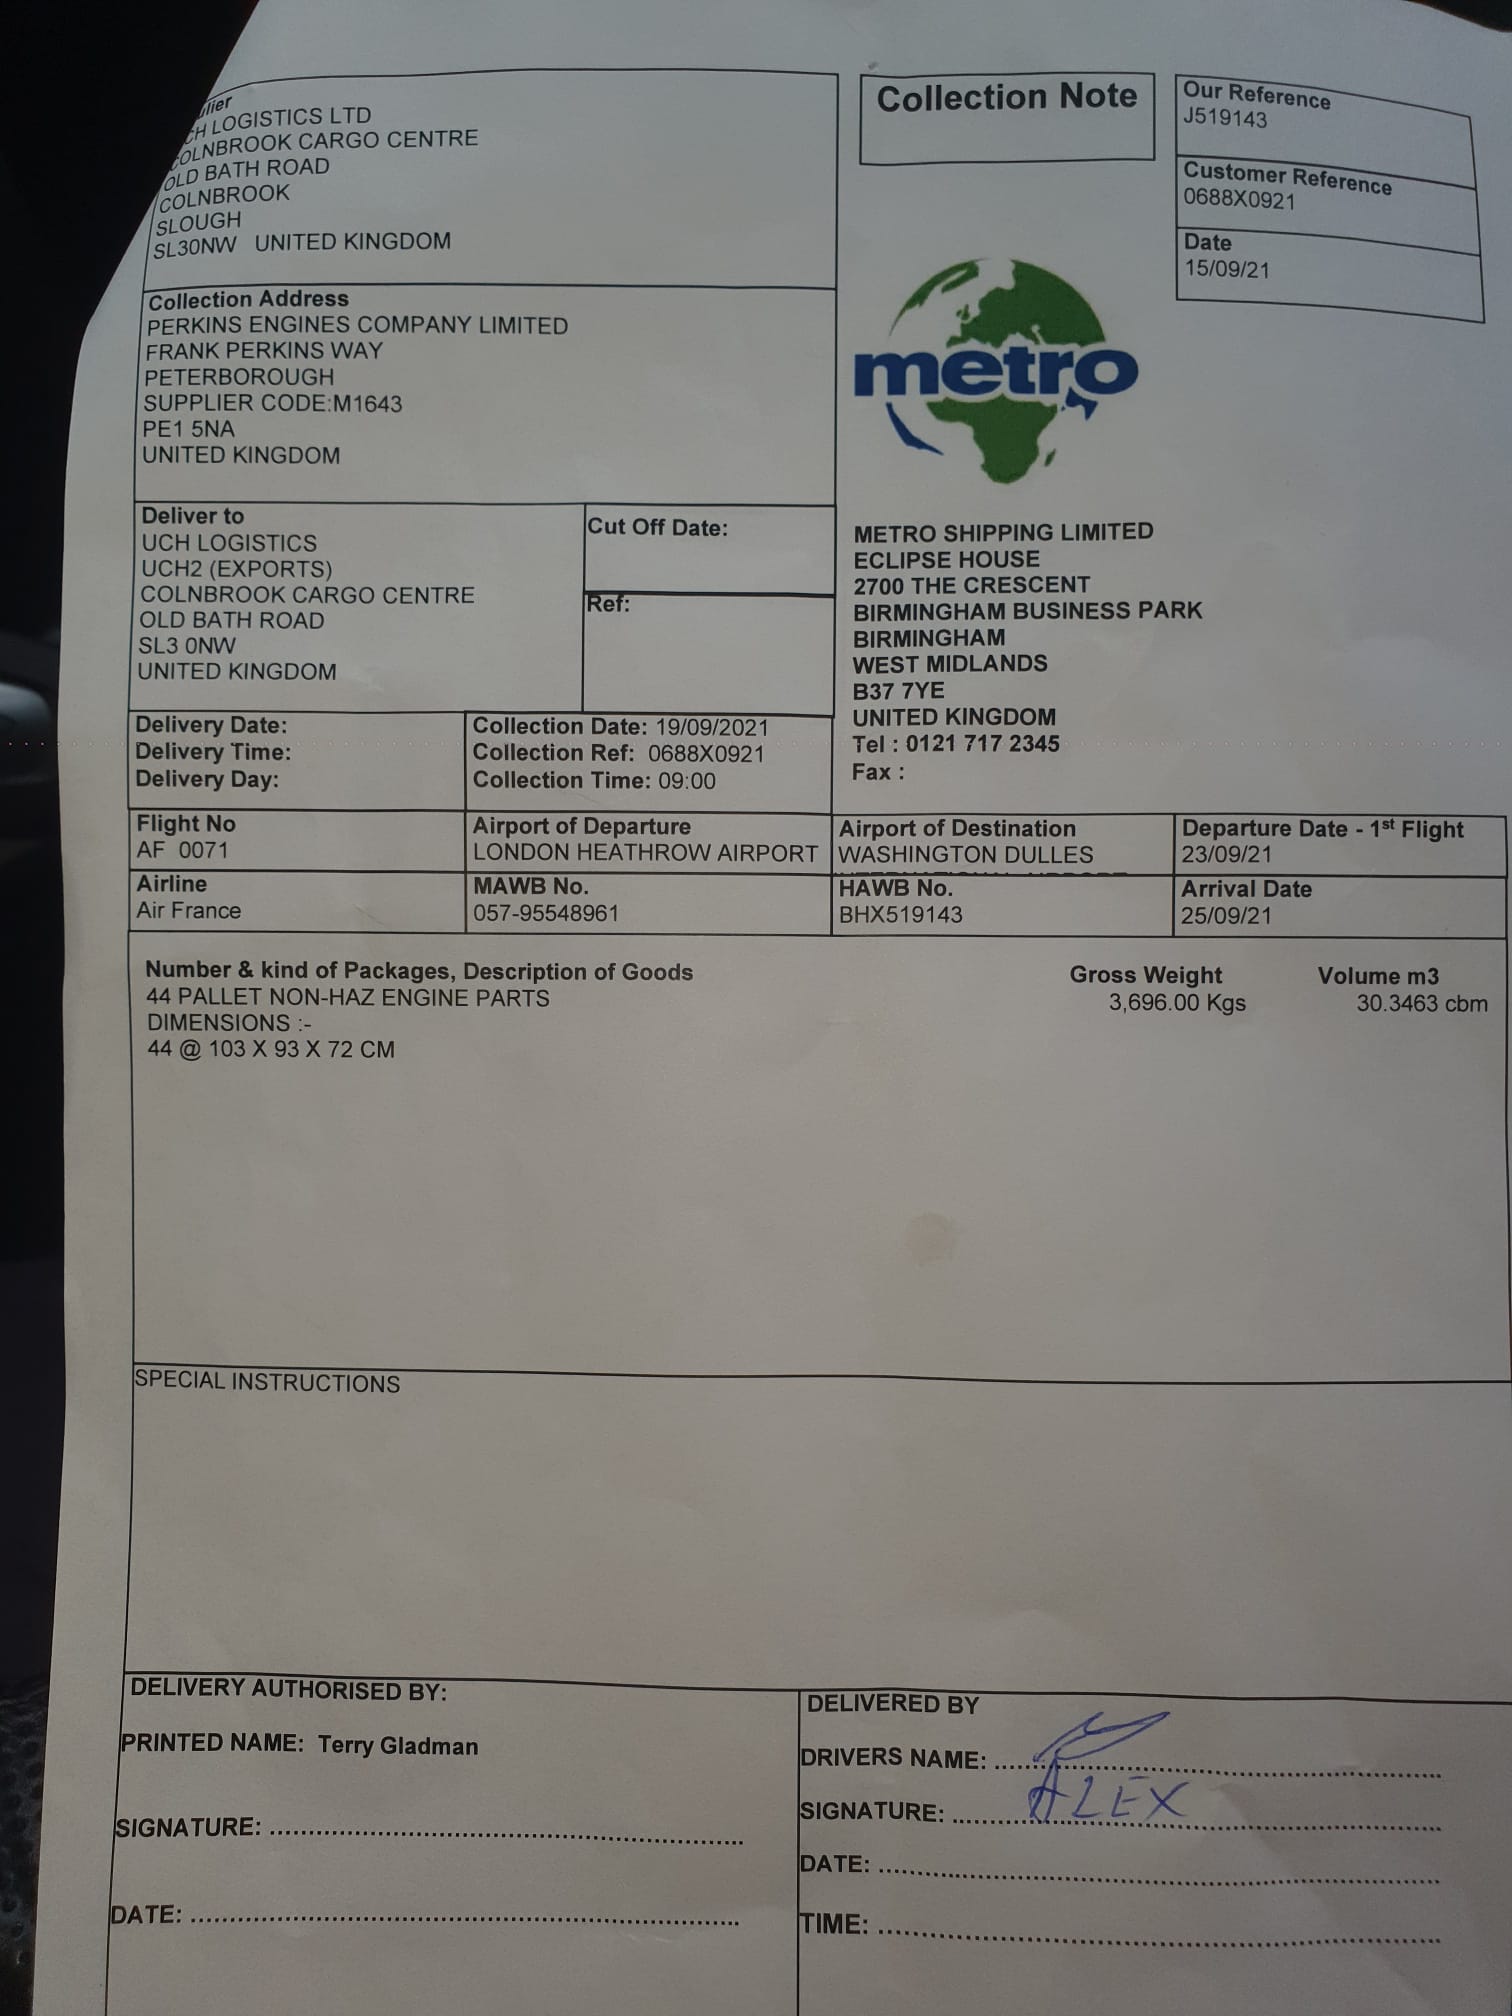 LOGISTICS LTD
COLNBROOK CARGO CENTRE
OLD BATH ROAD
COLNBROOK
SLOUGH
SL30NW UNITED KINGDOM
Collection Note
Our Reference
J519143
Customer Reference
0688X0921
Date
15/09/21
Collection Address
PERKINS ENGINES COMPANY LIMITED
FRANK PERKINS WAY
PETERBOROUGH
SUPPLIER CODE:M1643
PE1 5NA
UNITED KINGDOM
metro
Deliver to
UCH LOGISTICS
UCH2 (EXPORTS)
COLNBROOK CARGO CENTRE
OLD BATH ROAD
SL3 0NW
UNITED KINGDOM
Cut Off Date:
Ref:
METRO SHIPPING LIMITED
ECLIPSE HOUSE
2700 THE CRESCENT
BIRMINGHAM BUSINESS PARK
BIRMINGHAM
WEST MIDLANDS
B37 7YE
UNITED KINGDOM
Tel : 0121 717 2345
Fax :
Delivery Date:
Delivery Time:
Delivery Day:
Collection Date: 19/09/2021
Collection Ref: 0688X0921
Collection Time: 09:00
Flight No
AF 0071
Airport of Departure
LONDON HEATHROW AIRPORT
Airport of Destination
WASHINGTON DULLES
Departure Date - 1st Flight
23/09/21
Airline
Air France
MAWB No.
057-95548961
HAWB No.
BHX519143
Arrival Date
25/09/21
Number & kind of Packages, Description of Goods
44 PALLET NON-HAZ ENGINE PARTS
DIMENSIONS :-
44 @ 103 X 93 X 72 CM
Gross Weight
3,696.00 Kgs
Volume m3
30.3463 cbm
SPECIAL INSTRUCTIONS
DELIVERY AUTHORISED BY:
PRINTED NAME: Terry Gladman
SIGNATURE:
DATE:
DELIVERED BY
DRIVERS NAME:
SIGNATURE: ALEX
DATE:
TIME: